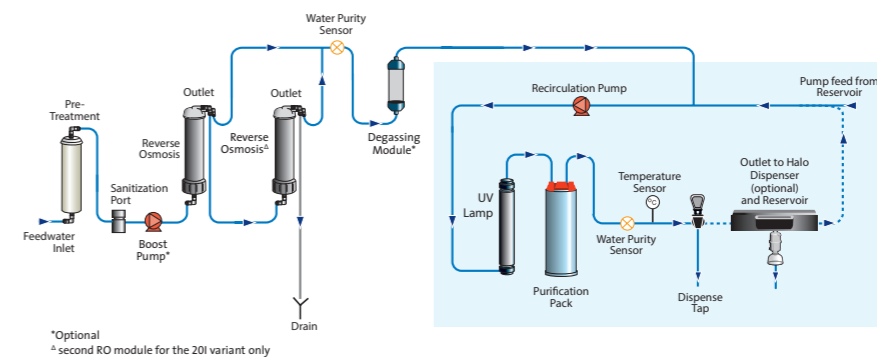 Water Purity
Sensor
Pre-
Treatment
Outlet
Outlet
Reverse
Osmosis
Reverse
Osmosis△
Degassing
Module*
Sanitization
Port
Feedwater
Inlet
Boost
Pump*
Drain
Recirculation Pump
Pump feed from
Reservoir
UV
Lamp
Temperature
Sensor
°C
Outlet to Halo
Dispenser
(optional)
and Reservoir
Water Purity
Sensor
Purification
Pack
Dispense
Tap
*Optional
△ second RO module for the 20I variant only